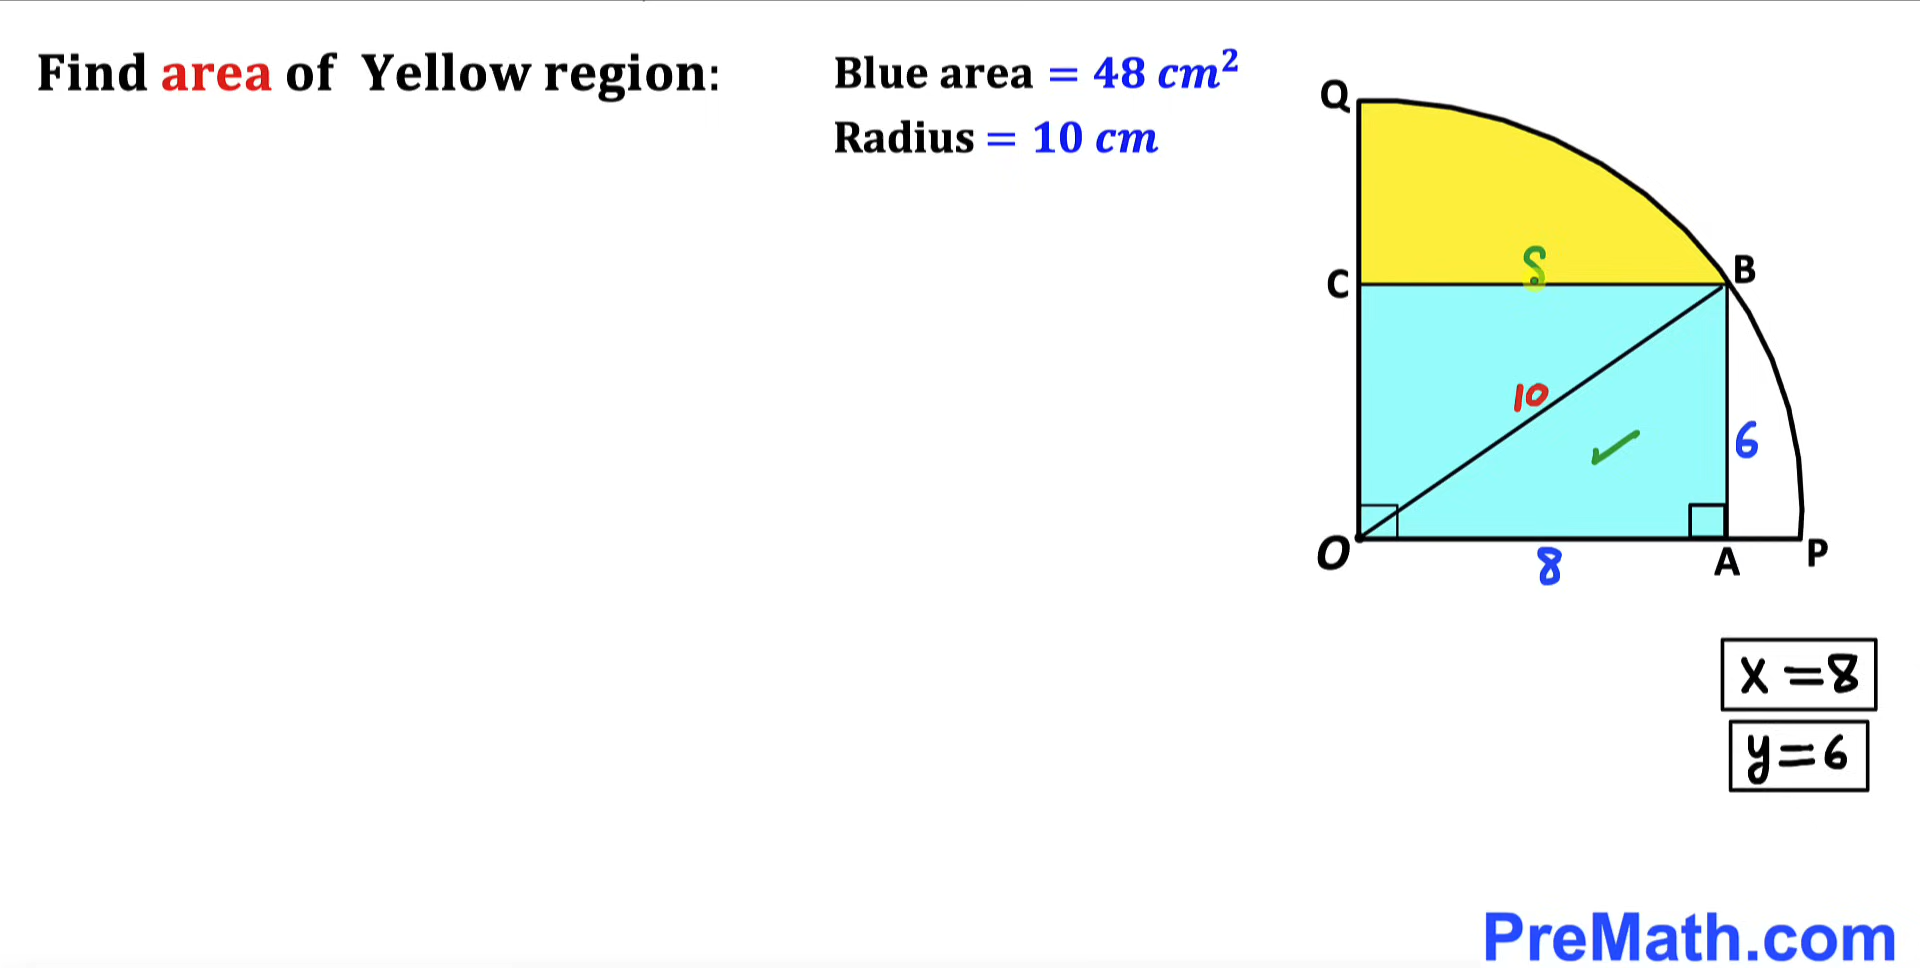 Find area of Yellow region:
Blue area = 48 cm²
Radius = 10 cm
Q
B
C
8
10
6
O
8
A
P
x = 8
y = 6
PreMath.com